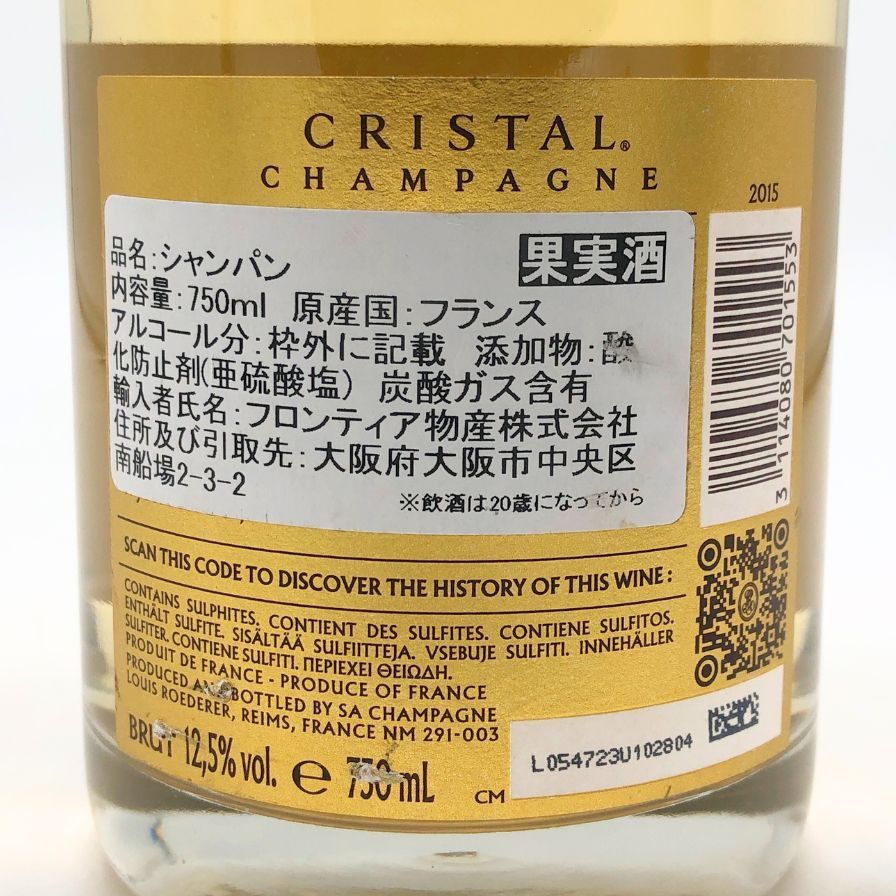 CRISTAL®
CHAMPAGNE
2015
品名:シャンパン 果実酒
内容量:750ml 原産国:フランス
アルコール分:枠外に記載 添加物:酸
化防止剤(亜硫酸塩) 炭酸ガス含有
輸入者氏名:フロンティア物産株式会社
住所及び引取先:大阪府大阪市中央区
南船場2-3-2
※飲酒は20歳になってから
3 114080 701553
SCAN THIS CODE TO DISCOVER THE HISTORY OF THIS WINE :
CONTAINS SULPHITES. CONTIENT DES SULFITES. CONTIENE SULFITOS.
ENTHÄLT SULFITE. SISÄLTÄÄ SULFIITTEJA. VSEBUJE SULFITI. INNEHÅLLER
SULFITER. CONTIENE SULFITI. ΠΕΡΙΕΧΕΙ ΘΕΙΩΔΗ.
PRODUIT DE FRANCE - PRODUCE OF FRANCE
PRODUCED AND BOTTLED BY SA CHAMPAGNE
LOUIS ROEDERER, REIMS, FRANCE NM 291-003
BRUT 12,5% vol. ℮ 750 mL
CM
L054723U102804